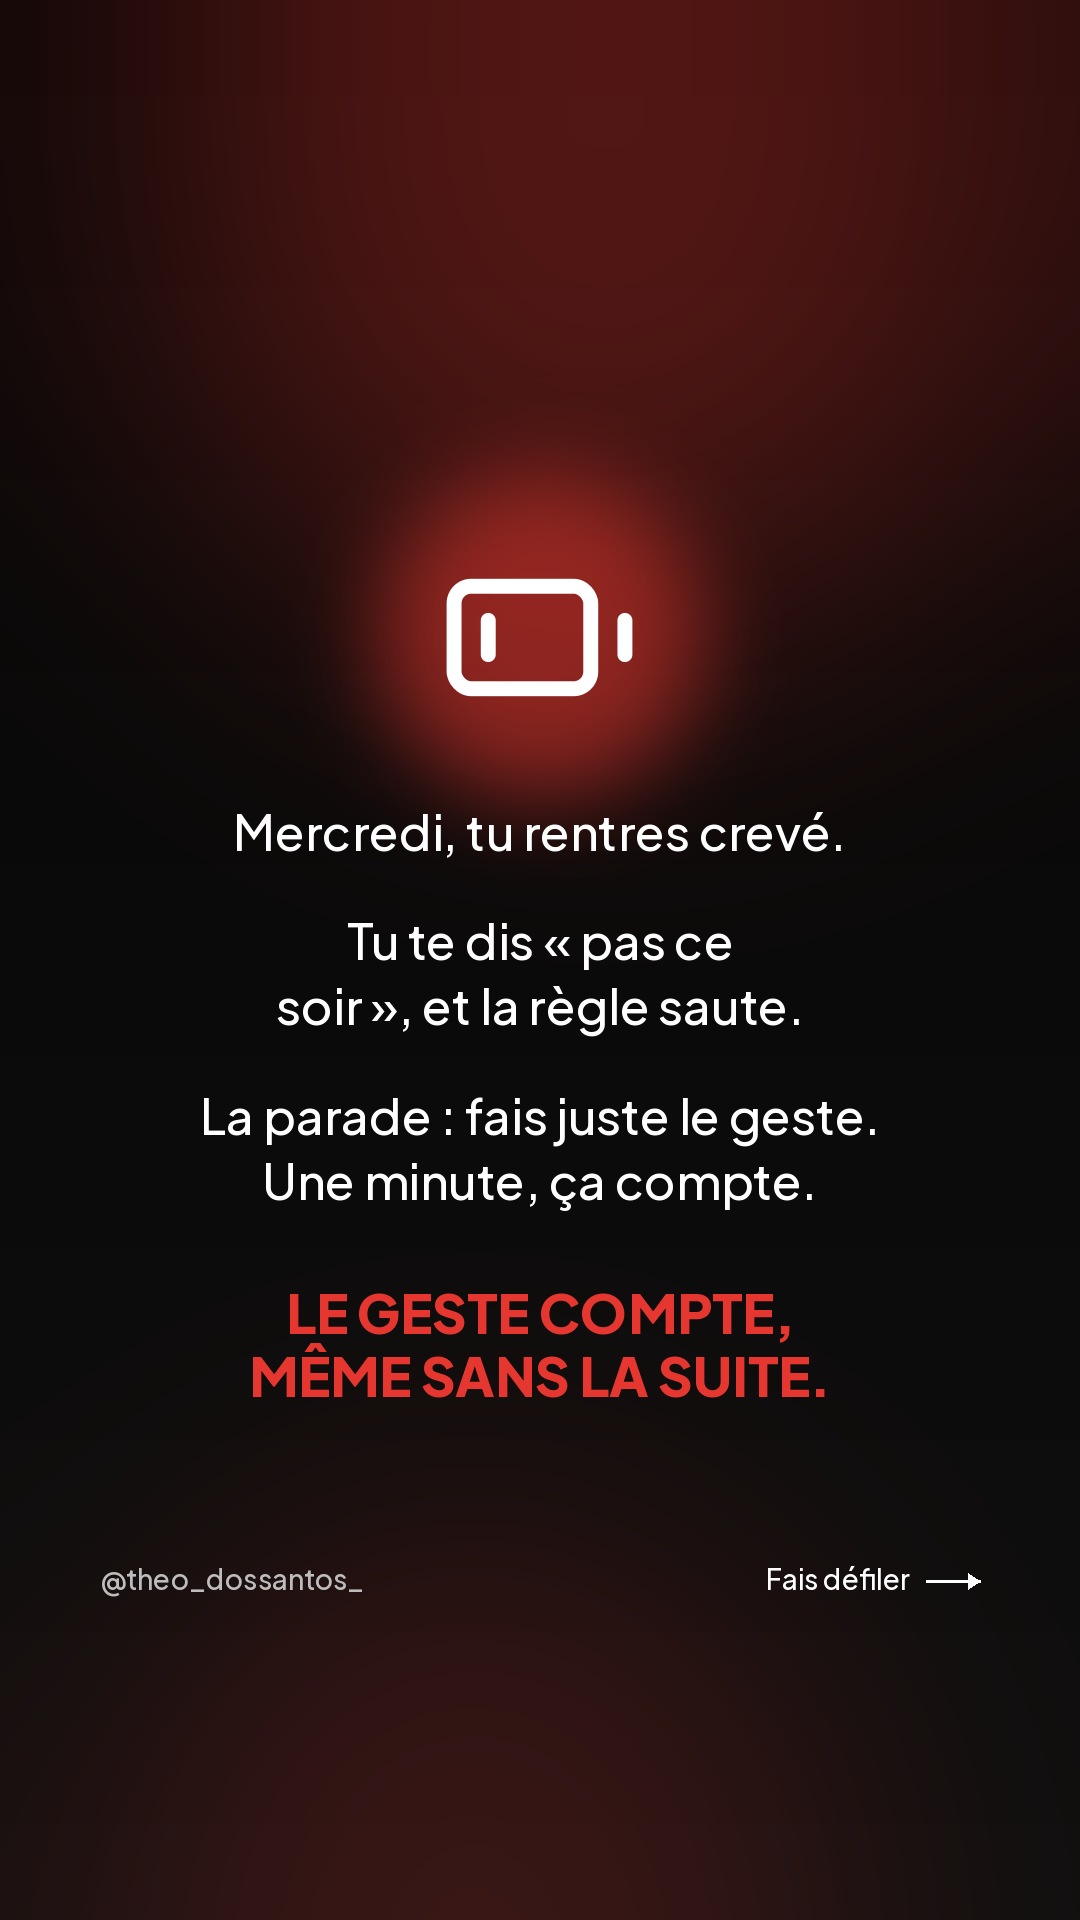 Mercredi, tu rentres crevé.
Tu te dis « pas ce
soir », et la règle saute.
La parade : fais juste le geste.
Une minute, ça compte.
LE GESTE COMPTE,
MÊME SANS LA SUITE.
@theo_dossantos_
Fais défiler